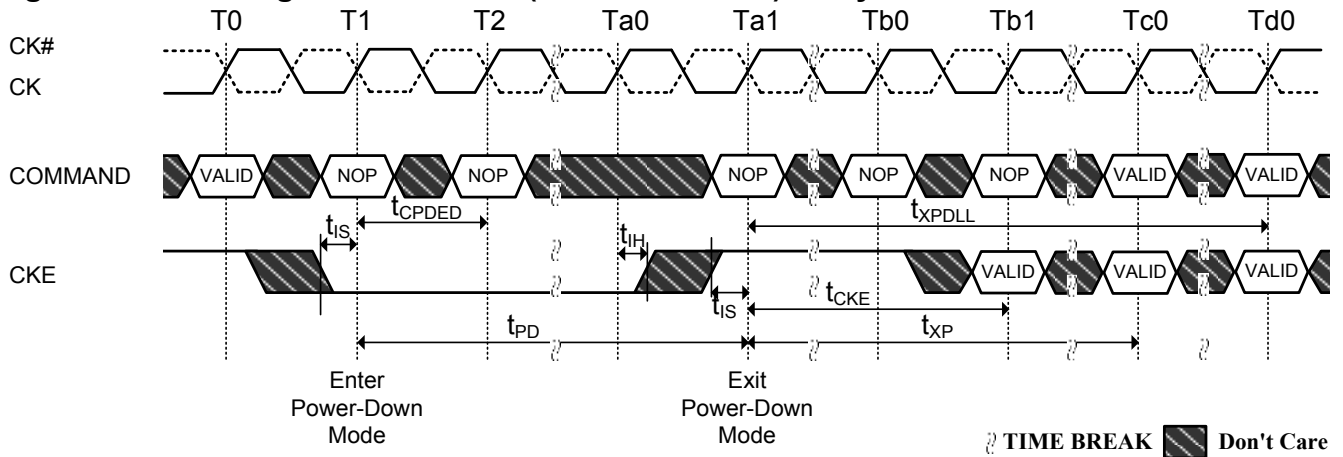 T0 T1 T2 Ta0 Ta1 Tb0 Tb1 Tc0 Td0
CK#
CK
COMMAND VALID NOP NOP NOP NOP NOP VALID VALID
tCPDED tXPDLL
tIS tIH
CKE VALID VALID VALID
tIS tCKE
tPD tXP
Enter Power-Down Mode
Exit Power-Down Mode
TIME BREAK Don't Care